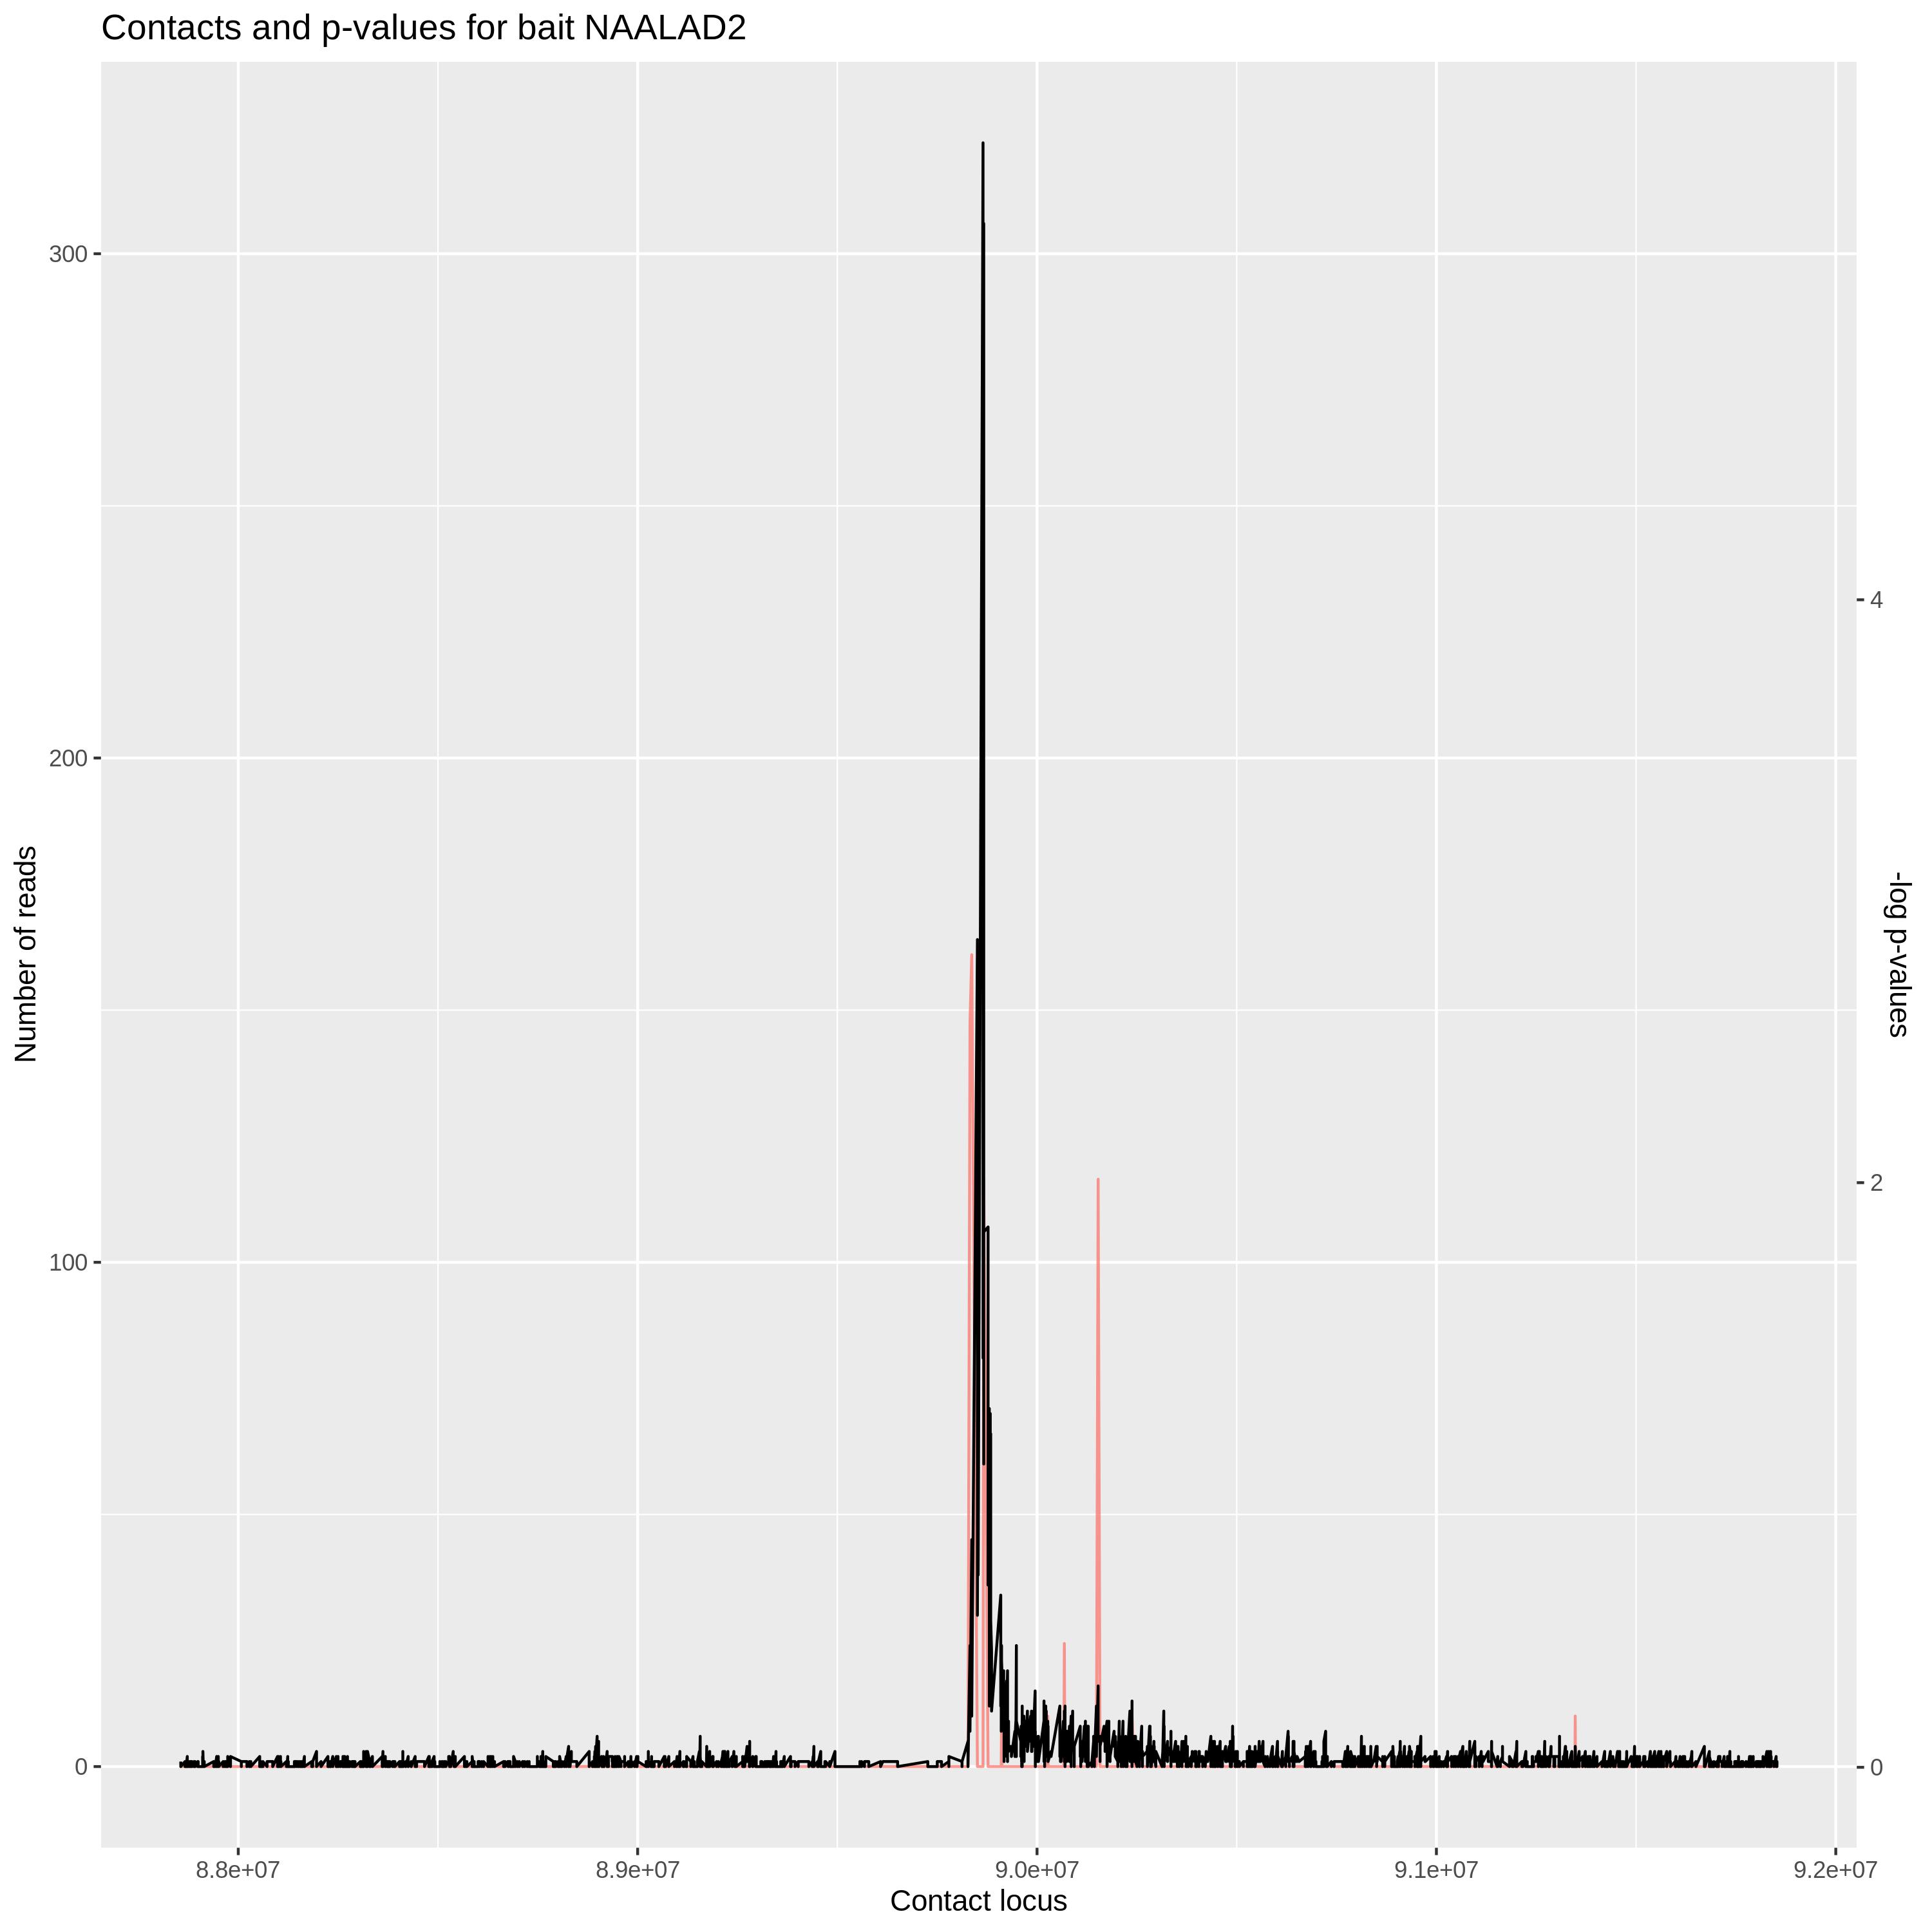 Contacts and p-values for bait NAALAD2
Number of reads
300
200
100
0
-log p-values
4
2
0
8.8e+07
8.9e+07
9.0e+07
9.1e+07
9.2e+07
Contact locus